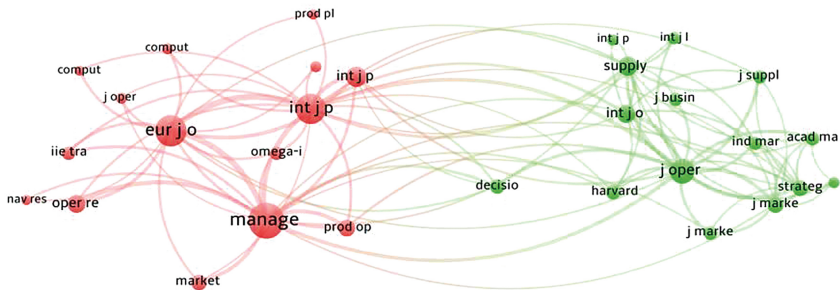 prod pl
comput
comput
j oper
int j p
int j p
eur j o
iie tra
omega-i
nav res
oper re
manage
prod op
market
int j p
int j l
supply
j suppl
j busin
int j o
ind mar
acad ma
j oper
decisio
harvard
strateg
j marke
j marke